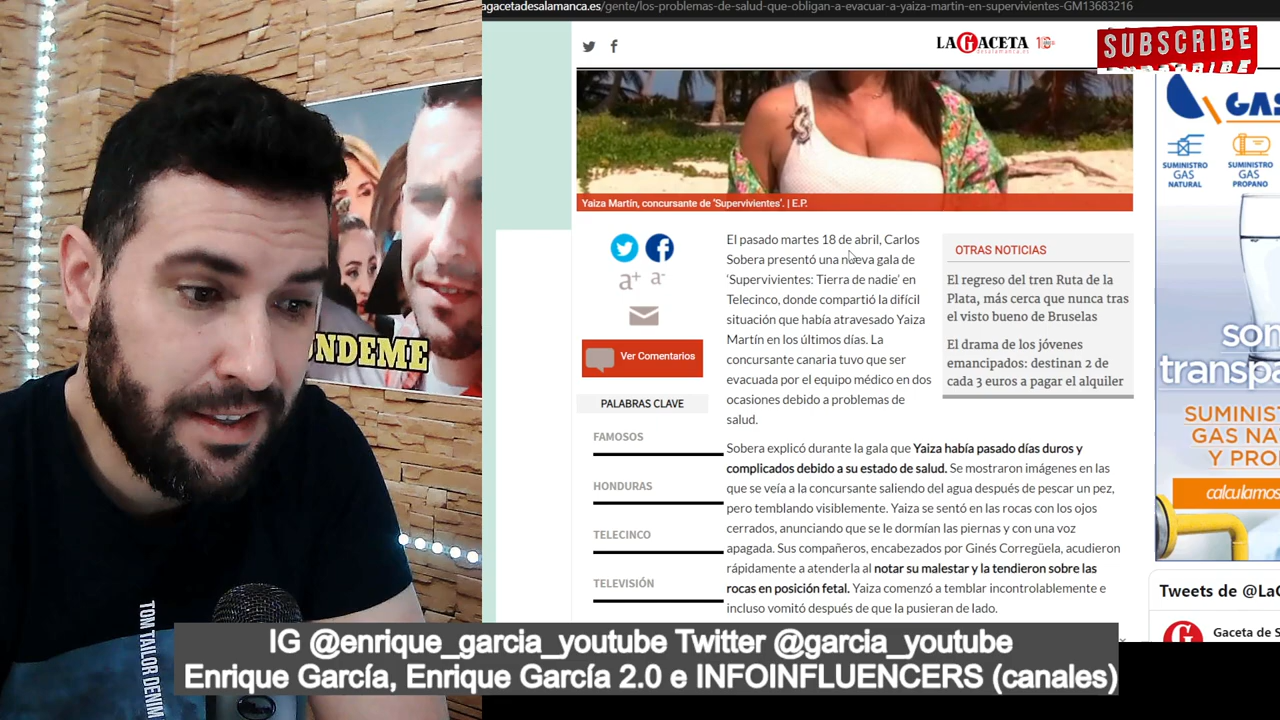 agacetadesalamanca.es/gente/los-problemas-de-salud-que-obligan-a-evacuar-a-yaiza-martin-en-supervivientes-GM13683216
LA GACETA
SUBSCRIBE
GAS
SUMINISTRO
GAS
NATURAL
SUMINISTRO
GAS
PROPANO
Yaiza Martín, concursante de 'Supervivientes'. | E.P.
a+ a-
Ver Comentarios
PALABRAS CLAVE
FAMOSOS
HONDURAS
TELECINCO
TELEVISIÓN
El pasado martes 18 de abril, Carlos
Sobera presentó una nueva gala de
'Supervivientes: Tierra de nadie' en
Telecinco, donde compartió la difícil
situación que había atravesado Yaiza
Martín en los últimos días. La
concursante canaria tuvo que ser
evacuada por el equipo médico en dos
ocasiones debido a problemas de
salud.
Sobera explicó durante la gala que Yaiza había pasado días duros y
complicados debido a su estado de salud. Se mostraron imágenes en las
que se veía a la concursante saliendo del agua después de pescar un pez,
pero temblando visiblemente. Yaiza se sentó en las rocas con los ojos
cerrados, anunciando que se le dormían las piernas y con una voz
apagada. Sus compañeros, encabezados por Ginés Corregüela, acudieron
rápidamente a atenderla al notar su malestar y la tendieron sobre las
rocas en posición fetal. Yaiza comenzó a temblar incontrolablemente e
incluso vomitó después de que la pusieran de lado.
OTRAS NOTICIAS
El regreso del tren Ruta de la
Plata, más cerca que nunca tras
el visto bueno de Bruselas
El drama de los jóvenes
emancipados: destinan 2 de
cada 3 euros a pagar el alquiler
som
transpa
SUMINIS
GAS NA
Y PRO
calculamos
Tweets de @LaG
Gaceta de S
NDEME
TOM TAILOR DENIM
IG @enrique_garcia_youtube Twitter @garcia_youtube
Enrique García, Enrique García 2.0 e INFOINFLUENCERS (canales)